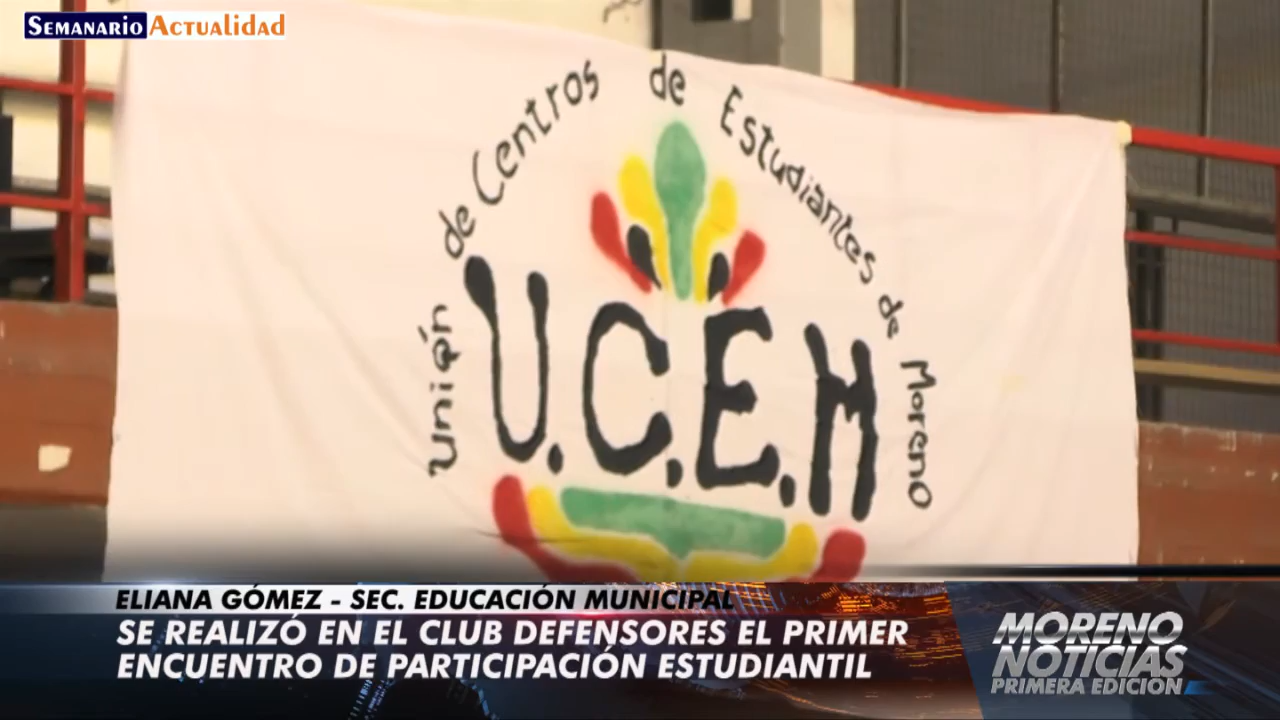 SEMANARIO ACTUALIDAD
Unión de Centros de Estudiantes de Moreno
U.C.E.M
ELIANA GÓMEZ - SEC. EDUCACIÓN MUNICIPAL
SE REALIZÓ EN EL CLUB DEFENSORES EL PRIMER
ENCUENTRO DE PARTICIPACIÓN ESTUDIANTIL
MORENO
NOTICIAS
PRIMERA EDICIÓN